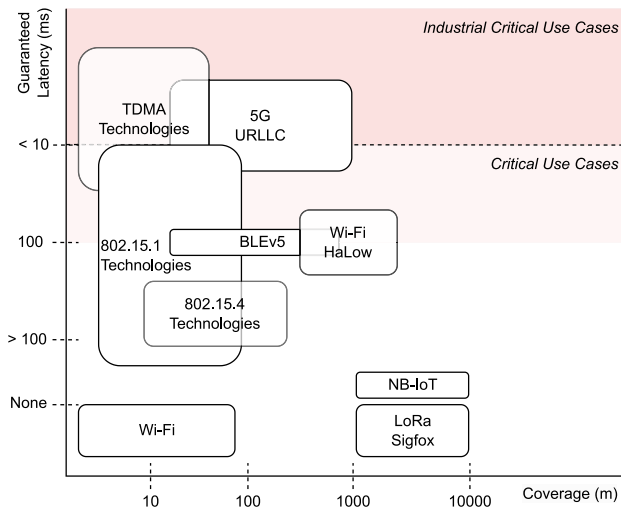 Guaranteed
Latency (ms)
Industrial Critical Use Cases
TDMA
Technologies
5G
URLLC
< 10
Critical Use Cases
Wi-Fi
HaLow
BLEv5
100
802.15.1
Technologies
802.15.4
Technologies
> 100
NB-IoT
None
Wi-Fi
LoRa
Sigfox
10
100
1000
10000
Coverage (m)